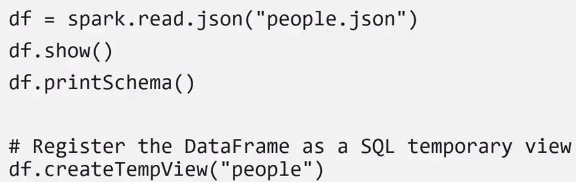 df = spark.read.json("people.json")
df.show()
df.printSchema()
# Register the DataFrame as a SQL temporary view
df.createTempView("people")